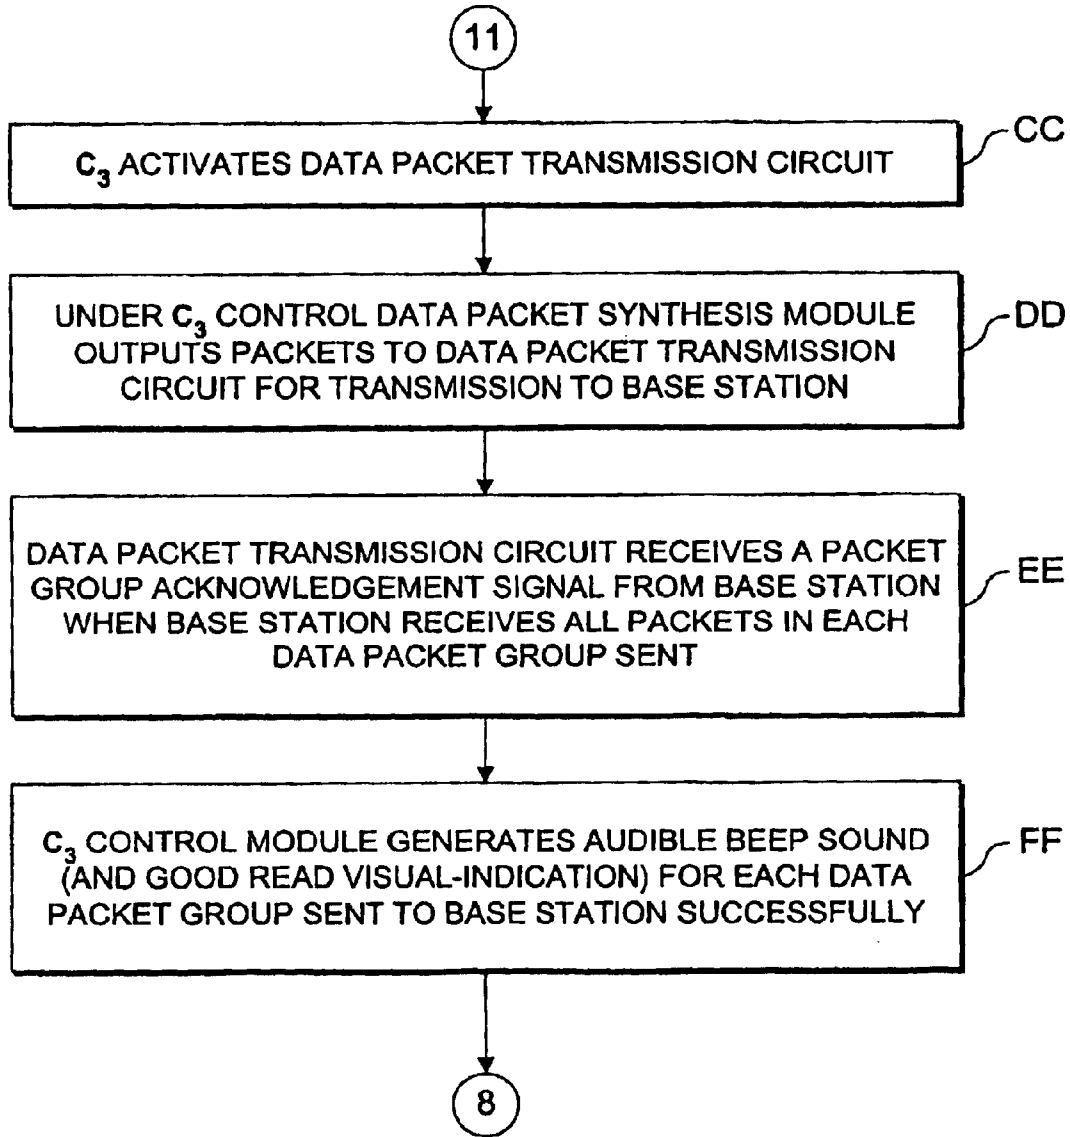 11
C3 ACTIVATES DATA PACKET TRANSMISSION CIRCUIT
CC
UNDER C3 CONTROL DATA PACKET SYNTHESIS MODULE
OUTPUTS PACKETS TO DATA PACKET TRANSMISSION
CIRCUIT FOR TRANSMISSION TO BASE STATION
DD
DATA PACKET TRANSMISSION CIRCUIT RECEIVES A PACKET
GROUP ACKNOWLEDGEMENT SIGNAL FROM BASE STATION
WHEN BASE STATION RECEIVES ALL PACKETS IN EACH
DATA PACKET GROUP SENT
EE
C3 CONTROL MODULE GENERATES AUDIBLE BEEP SOUND
(AND GOOD READ VISUAL-INDICATION) FOR EACH DATA
PACKET GROUP SENT TO BASE STATION SUCCESSFULLY
FF
8